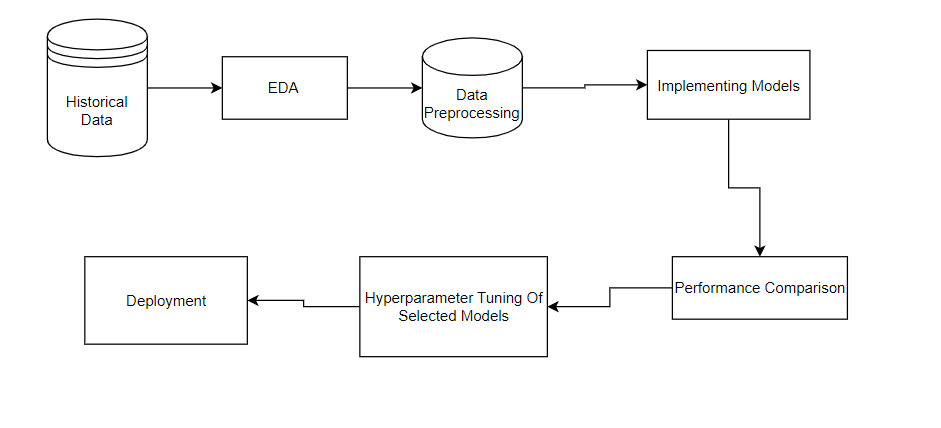 Historical
Data
EDA
Data
Preprocessing
Implementing Models
Performance Comparison
Hyperparameter Tuning Of
Selected Models
Deployment